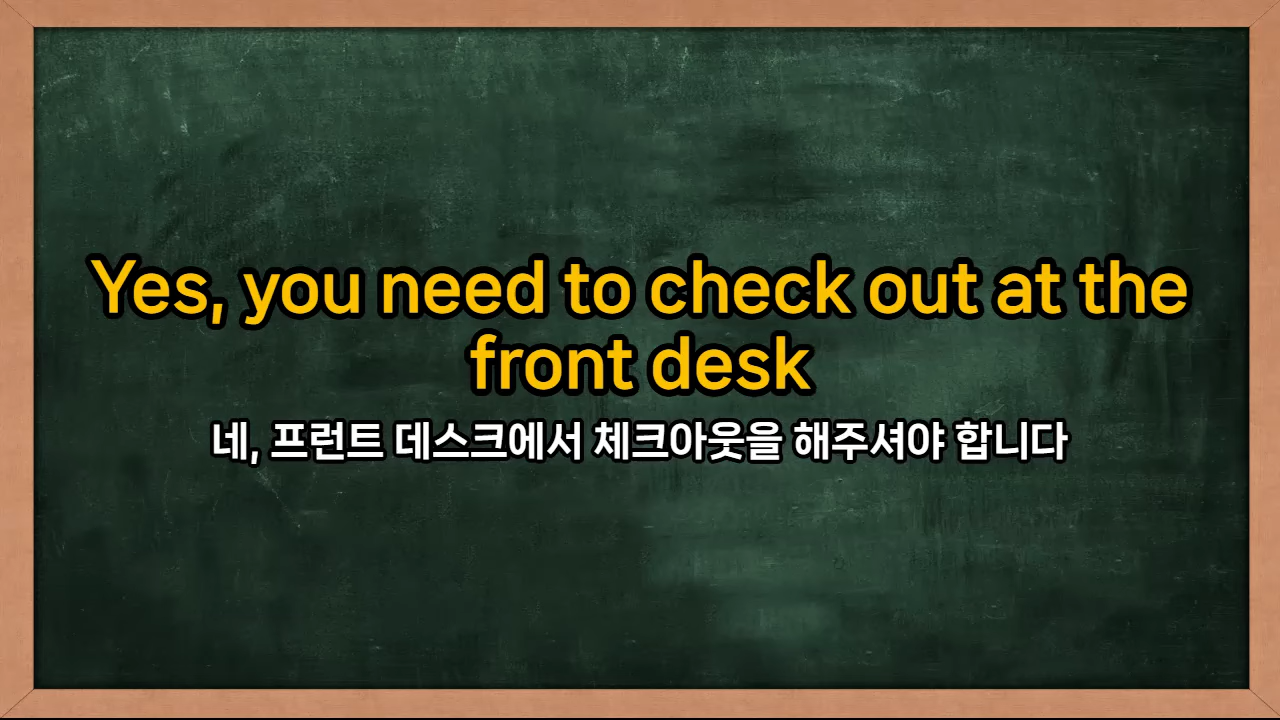 Yes, you need to check out at the
front desk
네, 프런트 데스크에서 체크아웃을 해주셔야 합니다